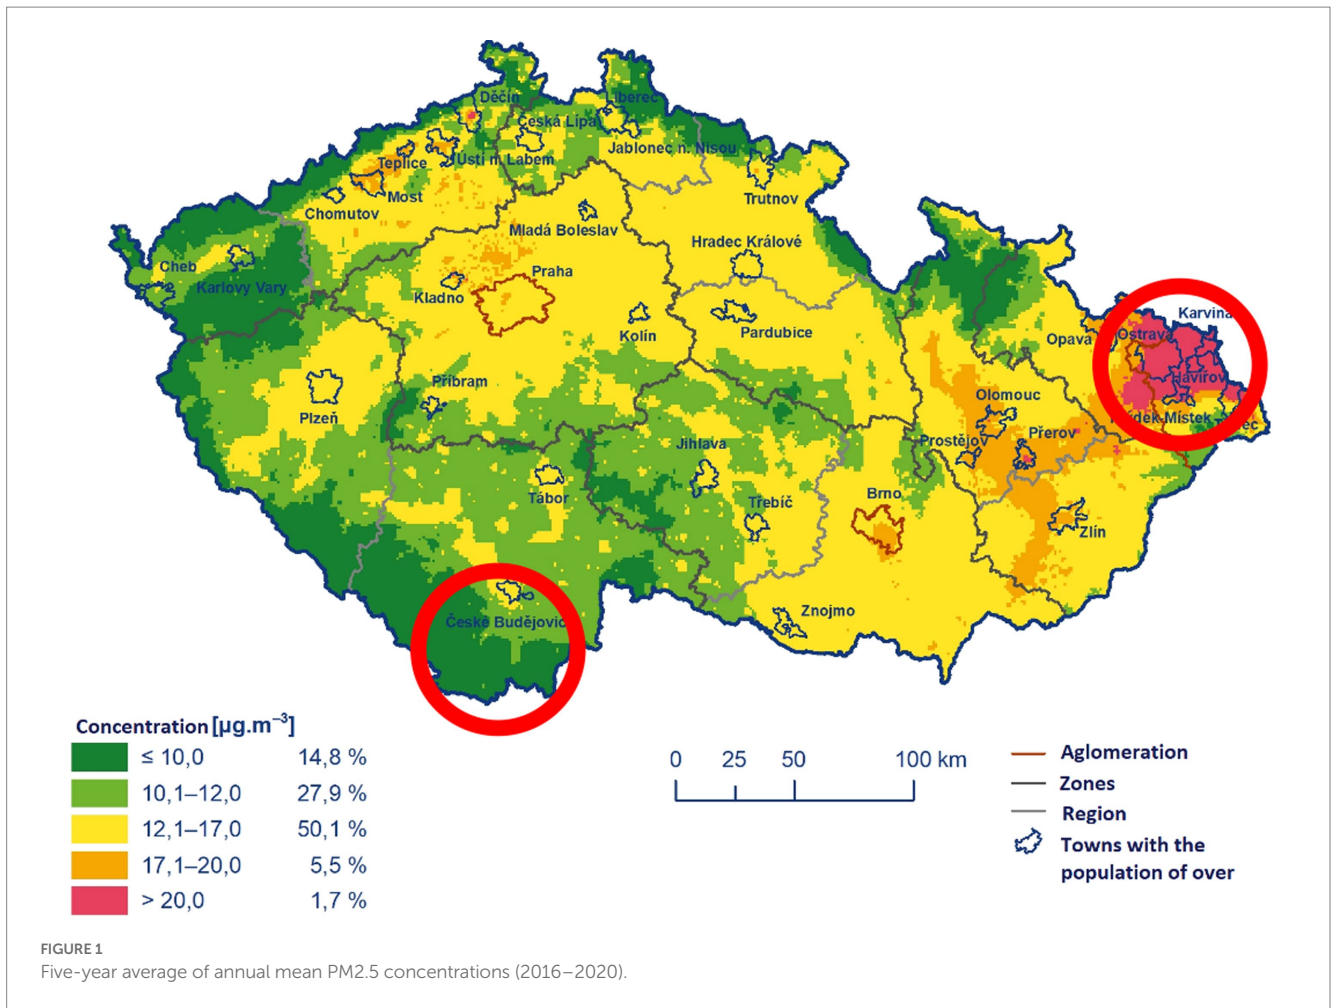 Děčín
Liberec
Česká Lípa
Jablonec n. Nisou
Ústí n. Labem
Teplice
Most
Trutnov
Chomutov
Mladá Boleslav
Hradec Králové
Cheb
Praha
Karlovy Vary
Kladno
Karviná
Kolín
Pardubice
Opava
Ostrava
Havířov
Příbram
Plzeň
Olomouc
Místek
Prostějov
Přerov
Jihlava
Tábor
Třebíč
Brno
Zlín
České Budějovic
Znojmo
Concentration [µg.m⁻³]
≤ 10,0 14,8 %
10,1–12,0 27,9 %
12,1–17,0 50,1 %
17,1–20,0 5,5 %
> 20,0 1,7 %
0 25 50 100 km
Aglomeration
Zones
Region
Towns with the
population of over
FIGURE 1
Five-year average of annual mean PM2.5 concentrations (2016–2020).